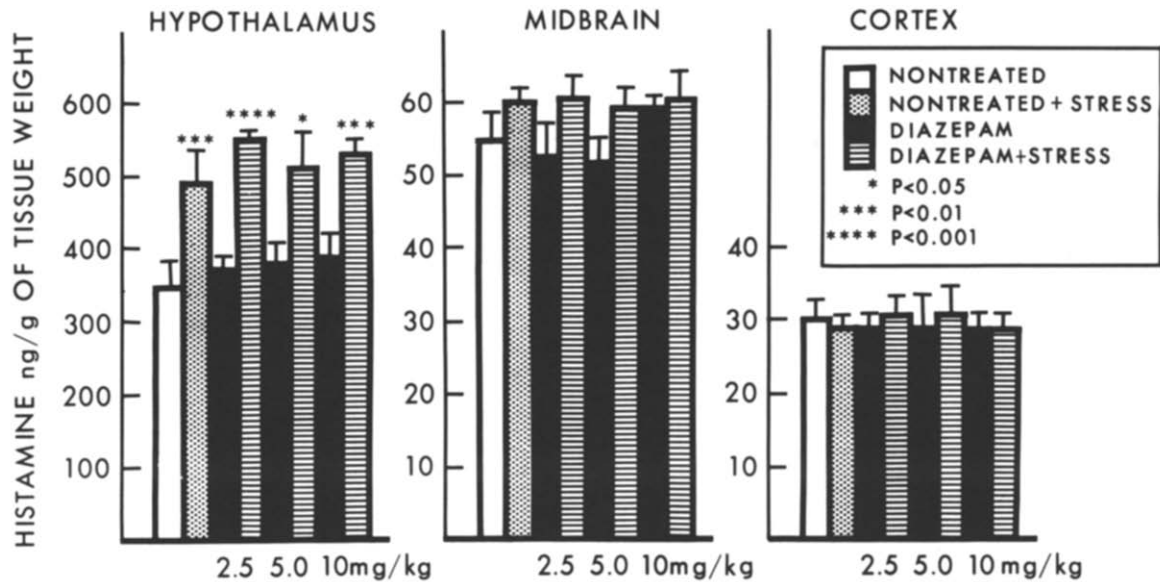 HYPOTHALAMUS
MIDBRAIN
CORTEX
HISTAMINE ng/g OF TISSUE WEIGHT
600
500
400
300
200
100
***
****
*
***
2.5 5.0 10mg/kg
60
50
40
30
20
10
2.5 5.0 10mg/kg
40
30
20
10
2.5 5.0 10mg/kg
NONTREATED
NONTREATED + STRESS
DIAZEPAM
DIAZEPAM+STRESS
* P<0.05
*** P<0.01
**** P<0.001